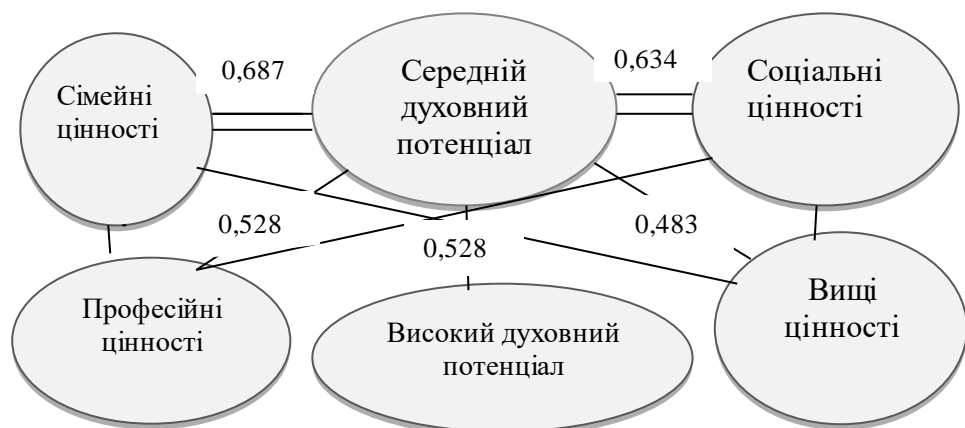 Сімейні
цінності
0,687
Середній
духовний
потенціал
0,634
Соціальні
цінності
0,528
0,528
0,483
Професійні
цінності
Високий духовний
потенціал
Вищі
цінності